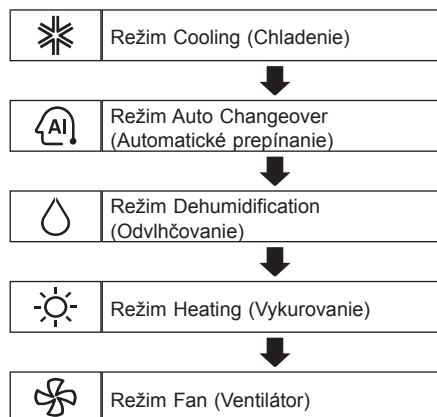 Režim Cooling (Chladenie)
AI
Režim Auto Changeover
(Automatické prepínanie)
Režim Dehumidification
(Odvlhčovanie)
Režim Heating (Vykurovanie)
Režim Fan (Ventilátor)